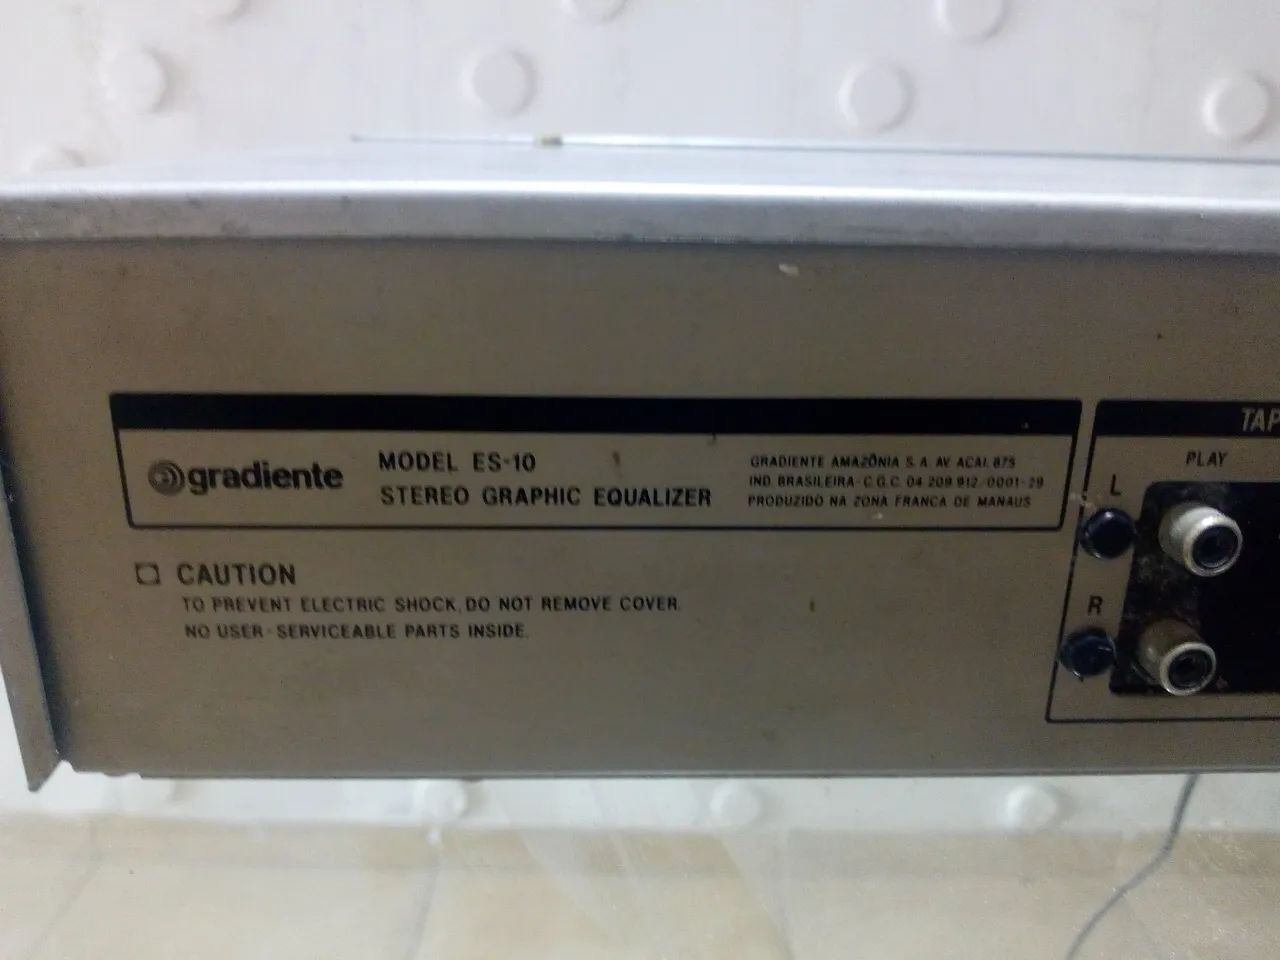 gradiente
MODEL ES-10
STEREO GRAPHIC EQUALIZER
GRADIENTE AMAZÔNIA S.A. AV. ACAI, 875
IND. BRASILEIRA - C.G.C. 04 209 912/0001-29
PRODUZIDO NA ZONA FRANCA DE MANAUS
CAUTION
TO PREVENT ELECTRIC SHOCK, DO NOT REMOVE COVER.
NO USER-SERVICEABLE PARTS INSIDE.
TAP
PLAY
L
R